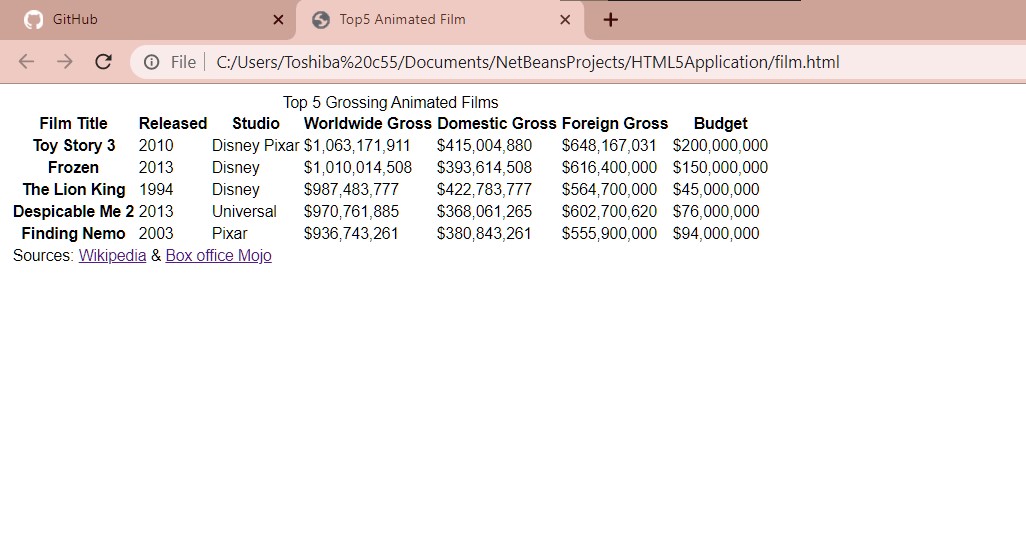 GitHub
Top5 Animated Film
File C:/Users/Toshiba%20c55/Documents/NetBeansProjects/HTML5Application/film.html
Top 5 Grossing Animated Films
Film Title Released Studio Worldwide Gross Domestic Gross Foreign Gross Budget
Toy Story 3 2010 Disney Pixar $1,063,171,911 $415,004,880 $648,167,031 $200,000,000
Frozen 2013 Disney $1,010,014,508 $393,614,508 $616,400,000 $150,000,000
The Lion King 1994 Disney $987,483,777 $422,783,777 $564,700,000 $45,000,000
Despicable Me 2 2013 Universal $970,761,885 $368,061,265 $602,700,620 $76,000,000
Finding Nemo 2003 Pixar $936,743,261 $380,843,261 $555,900,000 $94,000,000
Sources: Wikipedia & Box office Mojo